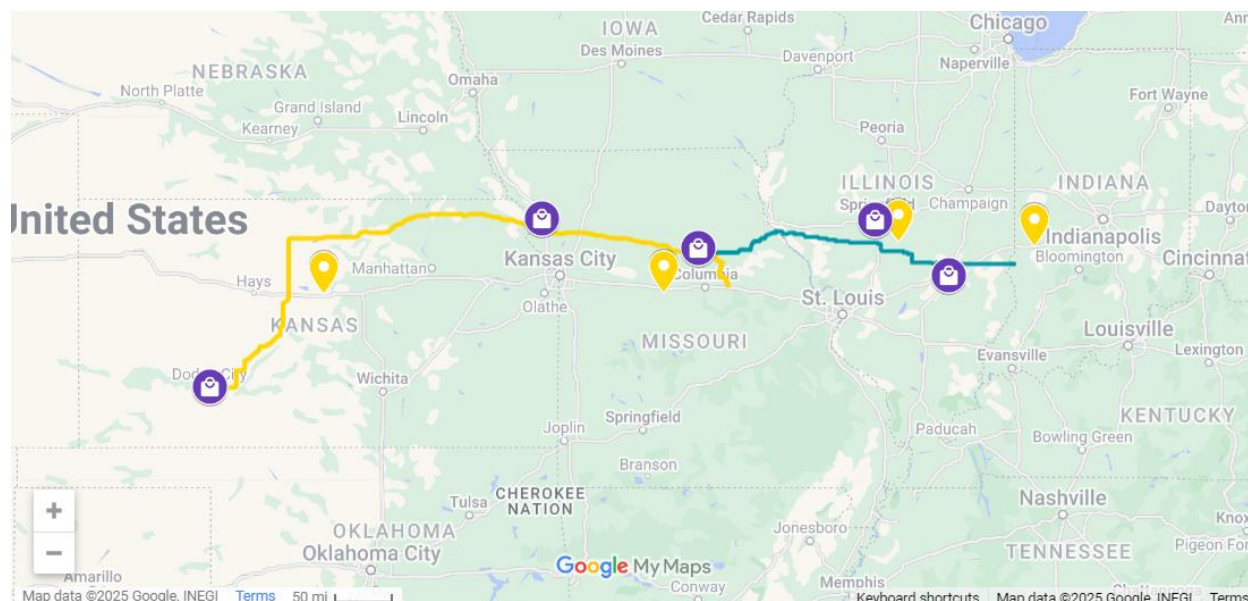 Cedar Rapids
Chicago
IOWA
Des Moines
Davenport
Naperville
NEBRASKA
Omaha
North Platte
Fort Wayne
Grand Island
Lincoln
Kearney
Peoria
ILLINOIS
INDIANA
Champaign
United States
Indianapolis
Kansas City
Bloomington
Manhattan
Cincinnati
Hays
Columbia
Olathe
St. Louis
KANSAS
MISSOURI
Louisville
Evansville
Lexington
Wichita
Springfield
KENTUCKY
Joplin
Paducah
Bowling Green
Branson
CHEROKEE
NATION
Tulsa
Nashville
Jonesboro
OKLAHOMA
Oklahoma City
TENNESSEE
Pigeon For
+
−
Google My Maps
Amarillo
Conway
Memphis
Map data ©2025 Google, INEGI Terms 50 mi
Keyboard shortcuts Map data ©2025 Google, INEGI Terms